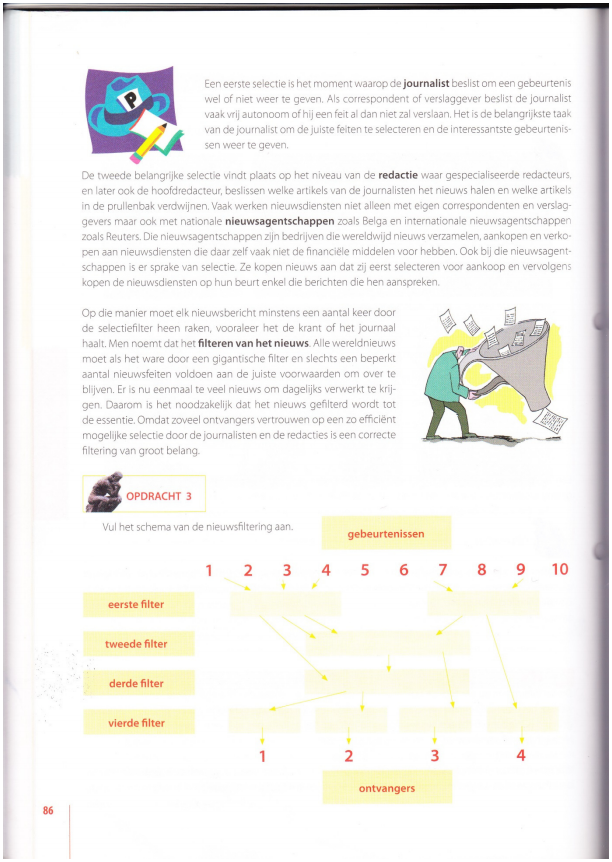 P
Een eerste selectie is het moment waarop de journalist beslist om een gebeurtenis
wel of niet weer te geven. Als correspondent of verslaggever beslist de journalist
vaak vrij autonoom of hij een feit al dan niet zal verslaan. Het is de belangrijkste taak
van de journalist om de juiste feiten te selecteren en de interessantste gebeurtenis-
sen weer te geven.
De tweede belangrijke selectie vindt plaats op het niveau van de redactie waar gespecialiseerde redacteurs,
en later ook de hoofdredacteur, beslissen welke artikels van de journalisten het nieuws halen en welke artikels
in de prullenbak verdwijnen. Vaak werken nieuwsdiensten niet alleen met eigen correspondenten en verslag-
gevers maar ook met nationale nieuwsagentschappen zoals Belga en internationale nieuwsagentschappen
zoals Reuters. Die nieuwsagentschappen zijn bedrijven die wereldwijd nieuws verzamelen, aankopen en verko-
pen aan nieuwsdiensten die daar zelf vaak niet de financiële middelen voor hebben. Ook bij die nieuwsagent-
schappen is er sprake van selectie. Ze kopen nieuws aan dat zij eerst selecteren voor aankoop en vervolgens
kopen de nieuwsdiensten op hun beurt enkel die berichten die hen aanspreken.
Op die manier moet elk nieuwsbericht minstens een aantal keer door
de selectiefilter heen raken, vooraleer het de krant of het journaal
haalt. Men noemt dat het filteren van het nieuws. Alle wereldnieuws
moet als het ware door een gigantische filter en slechts een beperkt
aantal nieuwsfeiten voldoen aan de juiste voorwaarden om over te
blijven. Er is nu eenmaal te veel nieuws om dagelijks verwerkt te krij-
gen. Daarom is het noodzakelijk dat het nieuws gefilterd wordt tot
de essentie. Omdat zoveel ontvangers vertrouwen op een zo efficiënt
mogelijke selectie door de journalisten en de redacties is een correcte
filtering van groot belang.
OPDRACHT 3
Vul het schema van de nieuwsfiltering aan.
gebeurtenissen
1 2 3 4 5 6 7 8 9 10
eerste filter
tweede filter
derde filter
vierde filter
1 2 3 4
ontvangers
86